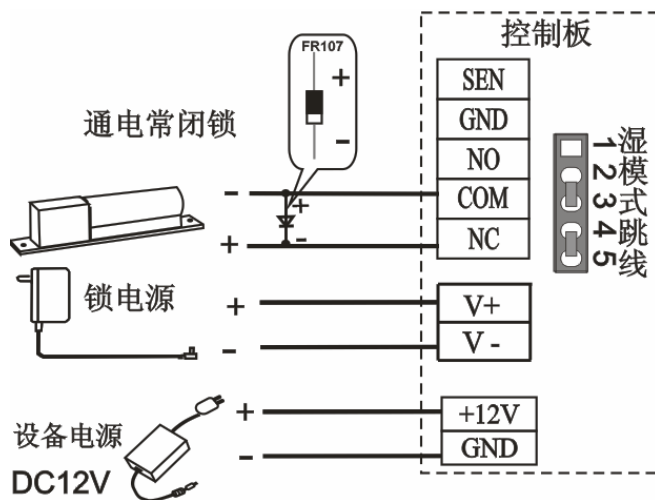 控制板
FR107
+
-
通电常闭锁
SEN
GND
NO
COM
NC
-
+
+
-
1
2
3
4
5
湿模式跳线
锁电源
+
-
V+
V-
设备电源
DC12V
+
-
+12V
GND